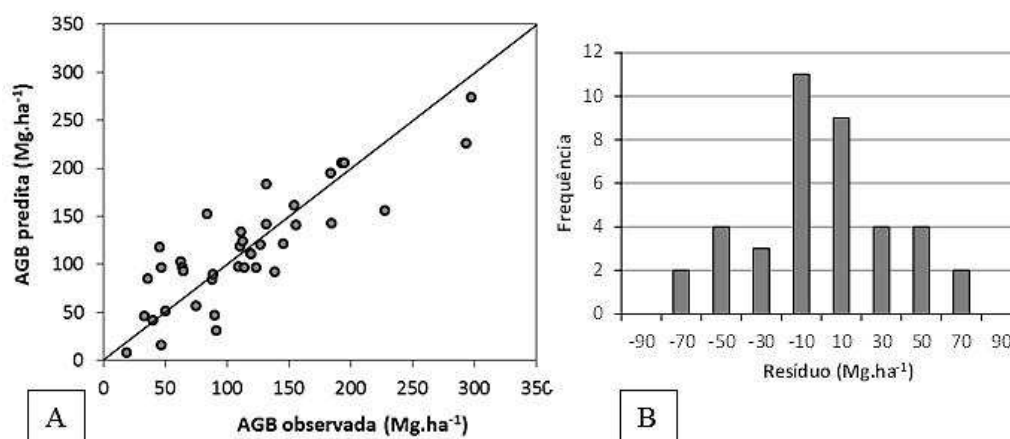 AGB predita (Mg.ha⁻¹)
350
300
250
200
150
100
50
0
0 50 100 150 200 250 300 350
AGB observada (Mg.ha⁻¹)
A
Frequência
12
10
8
6
4
2
0
-90 -70 -50 -30 -10 10 30 50 70 90
Resíduo (Mg.ha⁻¹)
B